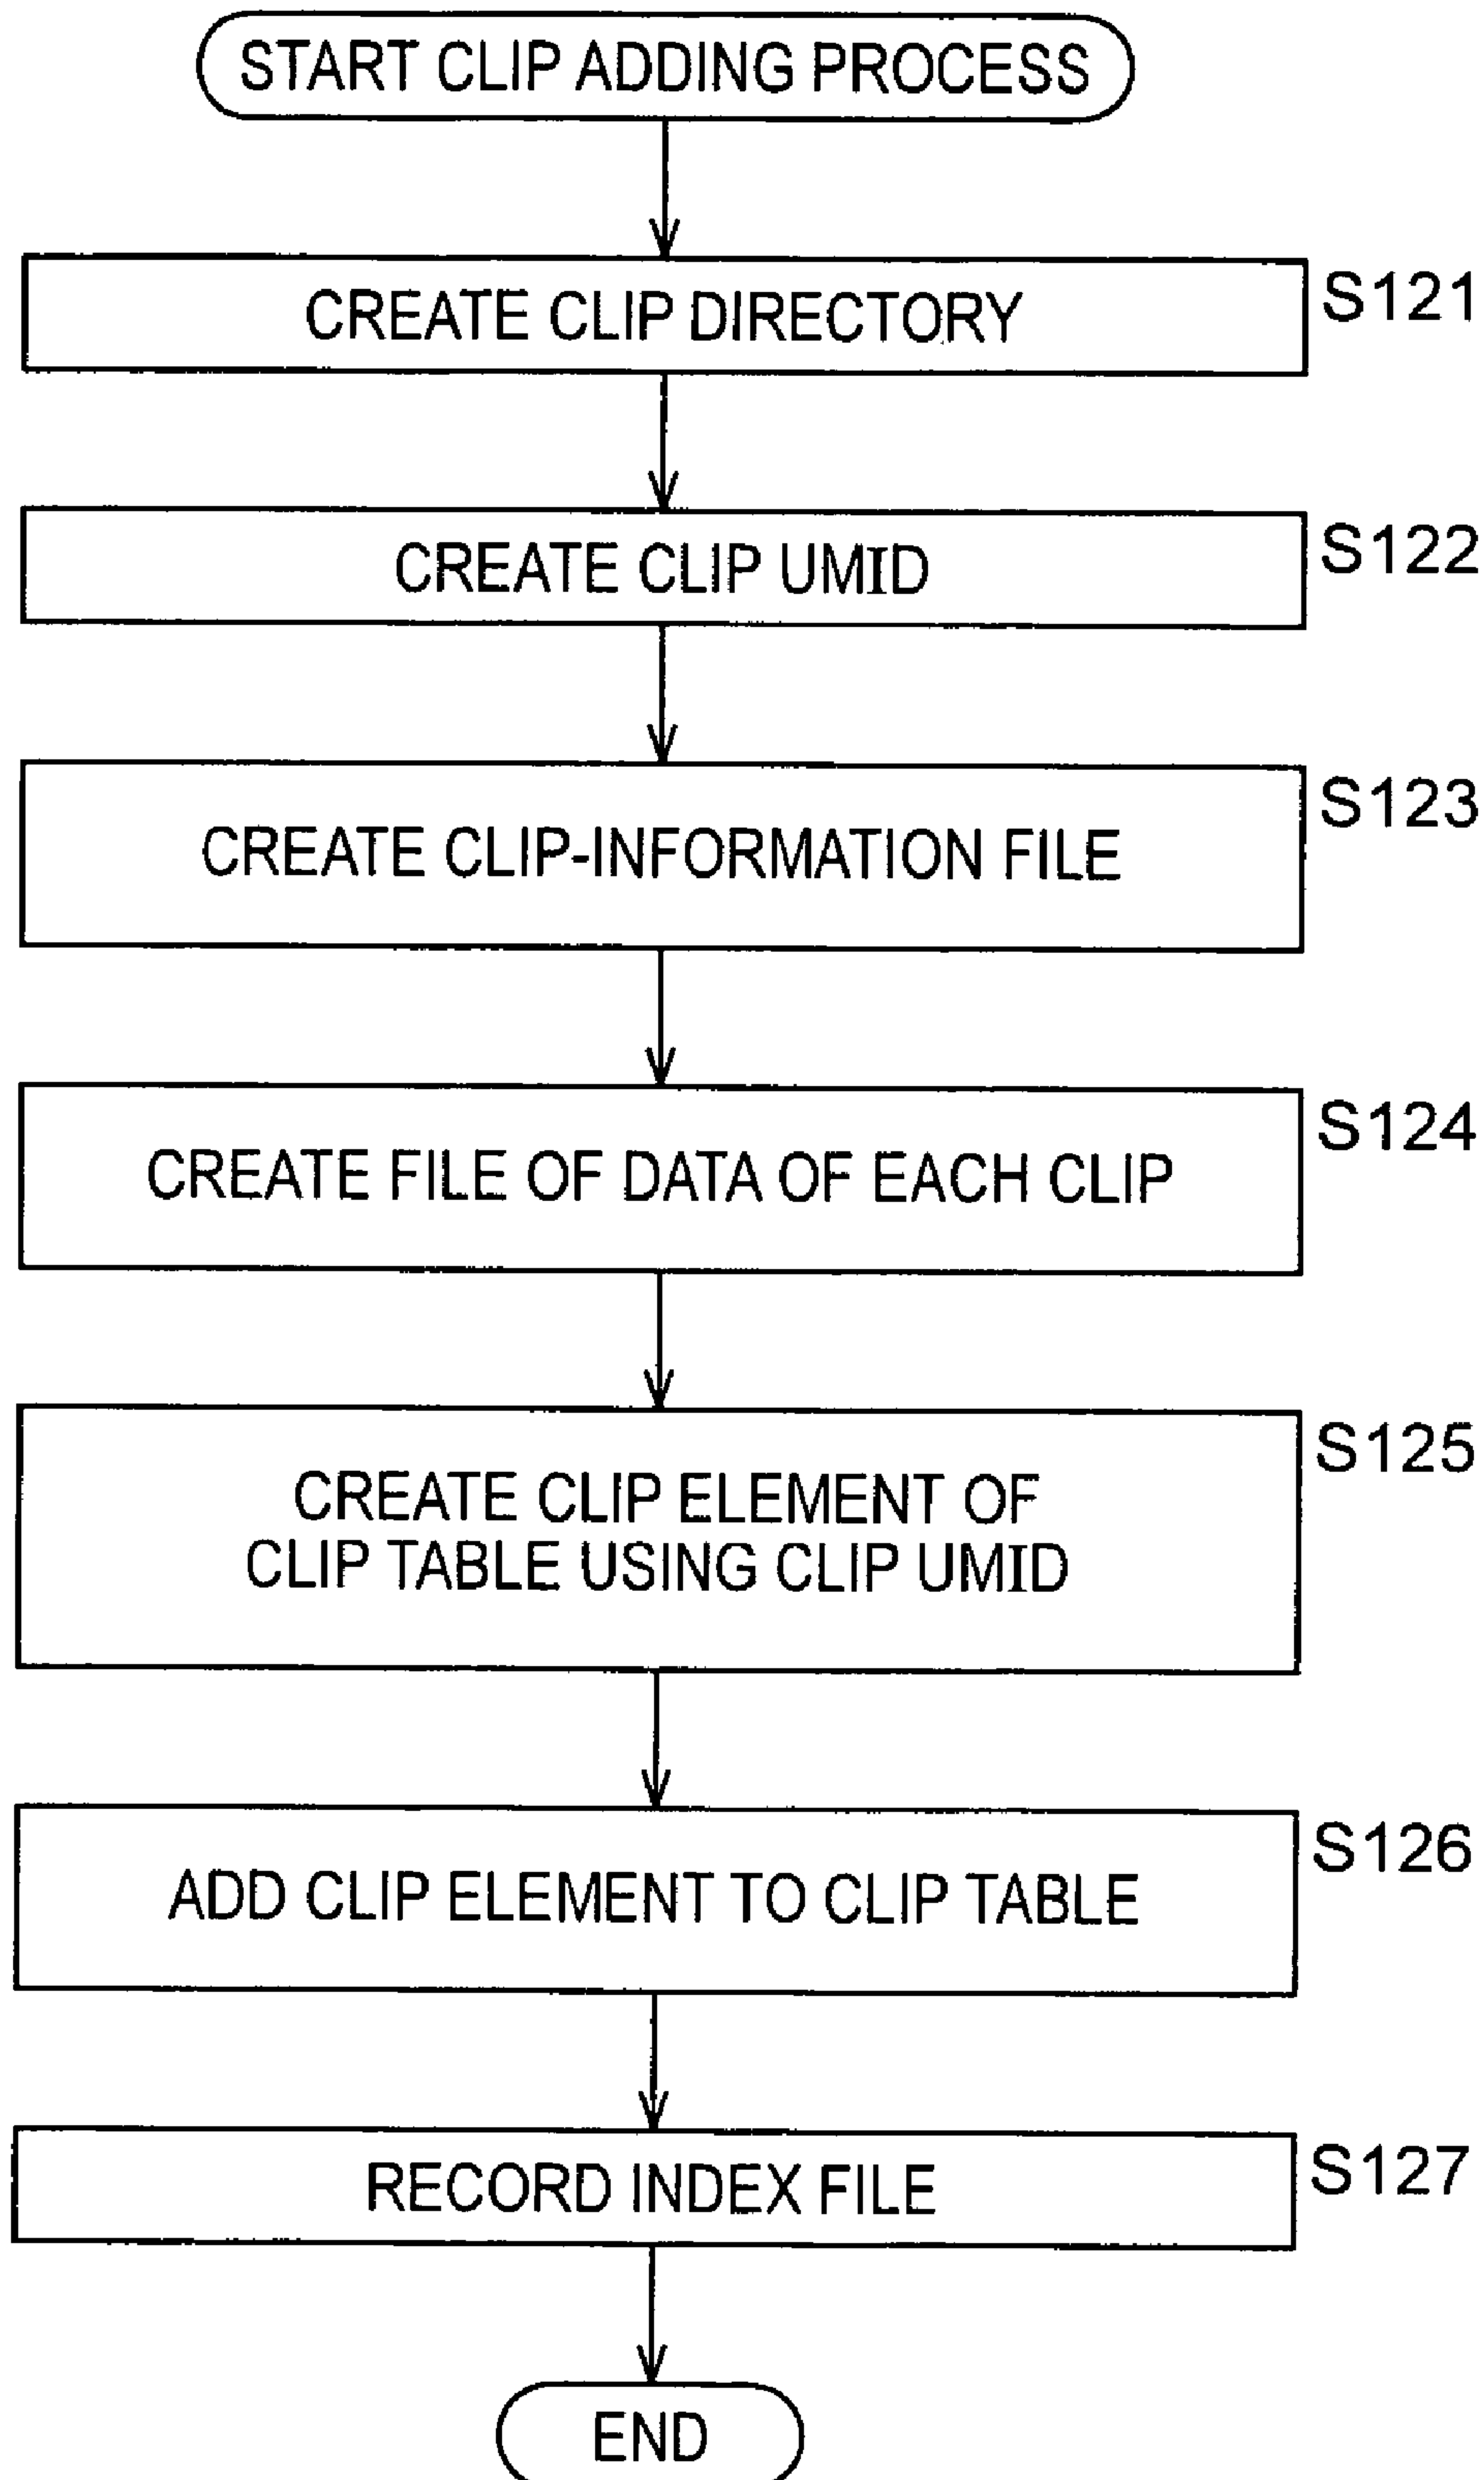 START CLIP ADDING PROCESS
CREATE CLIP DIRECTORY
S121
CREATE CLIP UMID
S122
CREATE CLIP-INFORMATION FILE
S123
CREATE FILE OF DATA OF EACH CLIP
S124
CREATE CLIP ELEMENT OF
CLIP TABLE USING CLIP UMID
S125
ADD CLIP ELEMENT TO CLIP TABLE
S126
RECORD INDEX FILE
S127
END